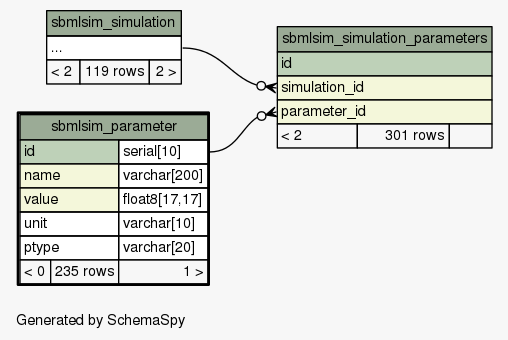 sbmlsim_simulation
...
< 2 119 rows 2 >
sbmlsim_simulation_parameters
id
simulation_id
parameter_id
< 2 301 rows
sbmlsim_parameter
id serial[10]
name varchar[200]
value float8[17,17]
unit varchar[10]
ptype varchar[20]
< 0 235 rows 1 >
Generated by SchemaSpy